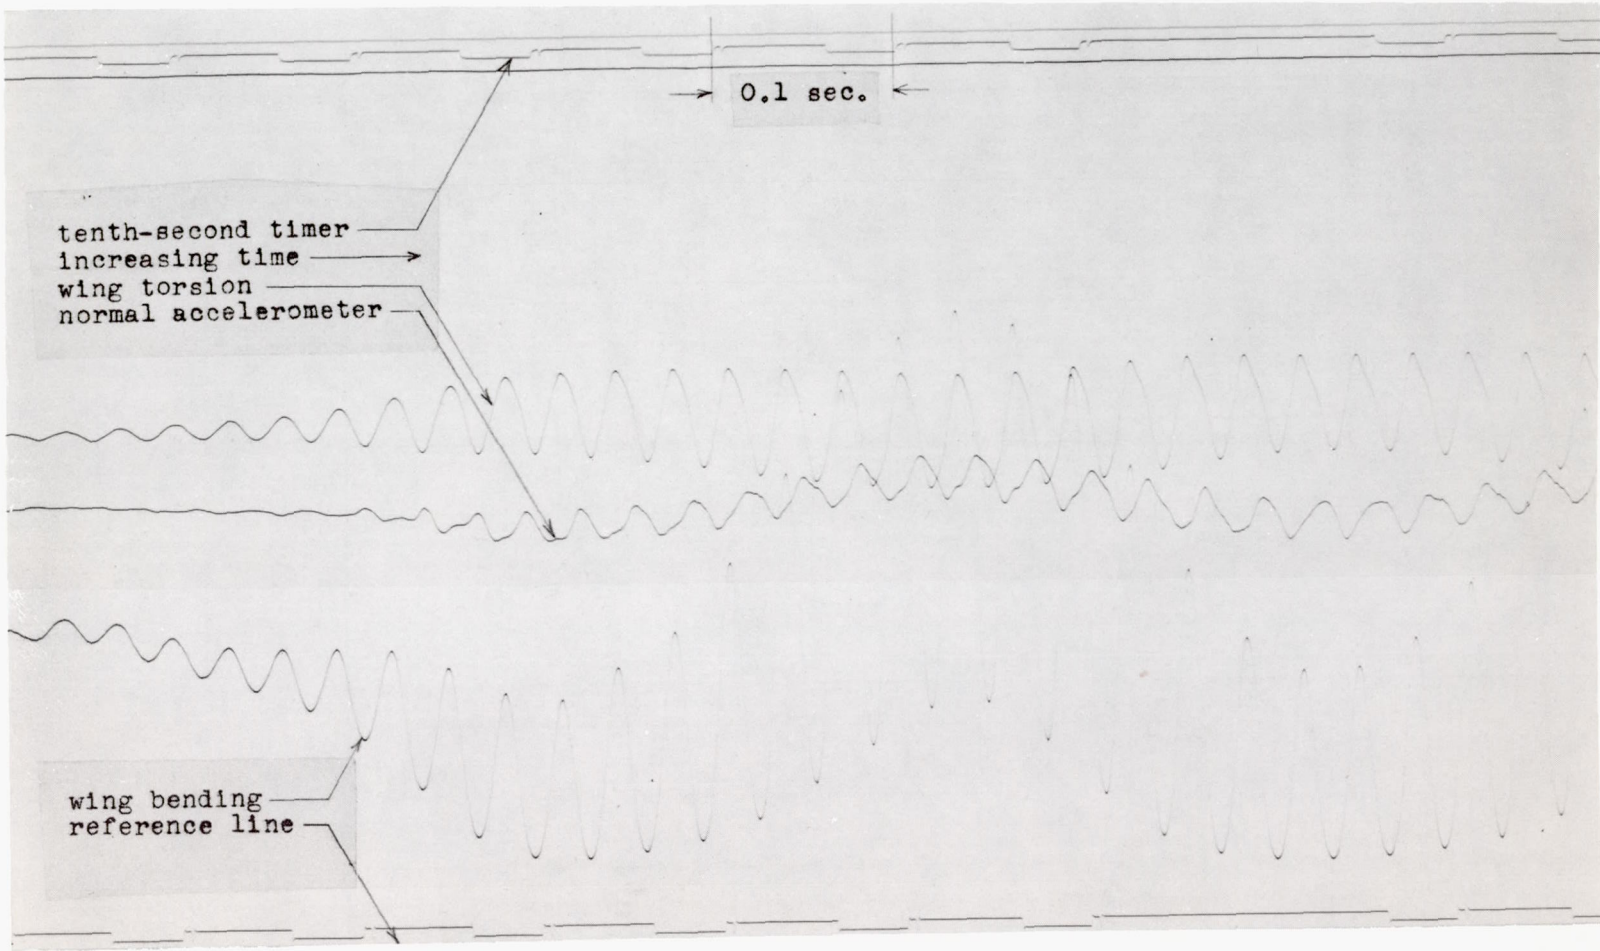 0.1 sec.
tenth-second timer
increasing time
wing torsion
normal accelerometer
wing bending
reference line